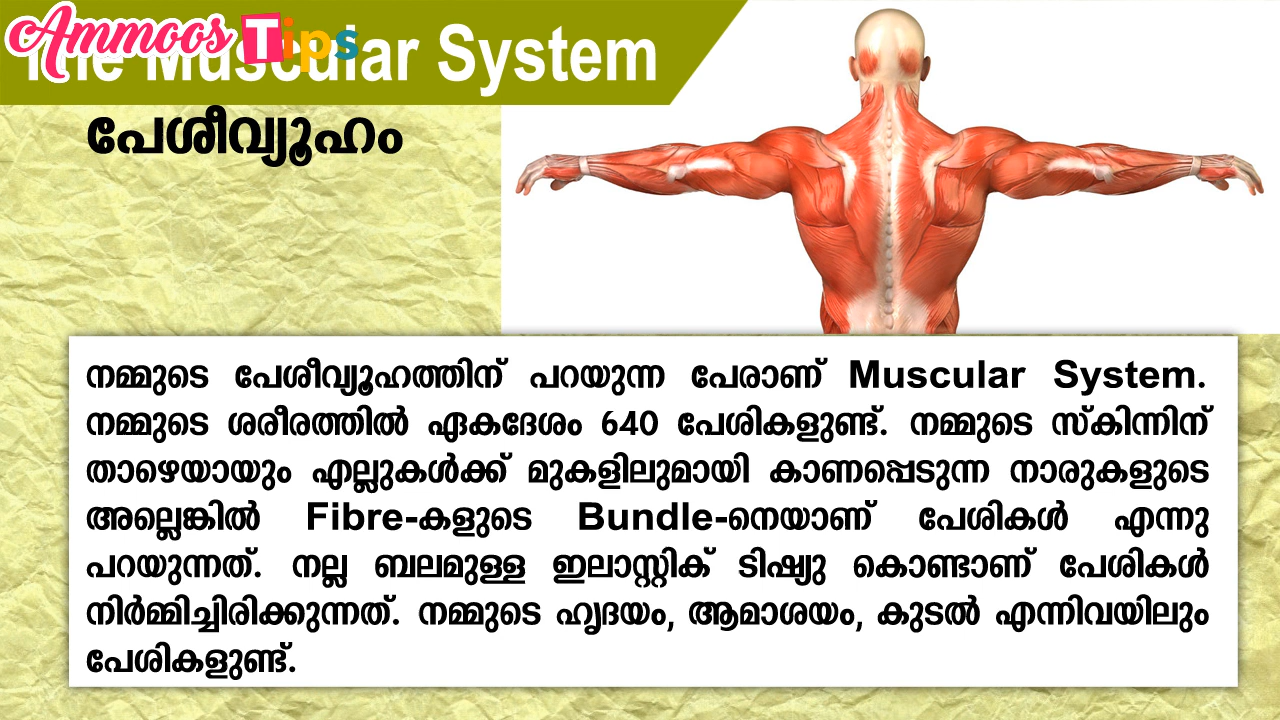 Ammoos Tips
The Muscular System
പേശീവ്യൂഹം
നമ്മുടെ പേശീവ്യൂഹത്തിന് പറയുന്ന പേരാണ് Muscular System.
നമ്മുടെ ശരീരത്തിൽ ഏകദേശം 640 പേശികളുണ്ട്. നമ്മുടെ സ്കിന്നിന്
താഴെയായും എല്ലുകൾക്ക് മുകളിലുമായി കാണപ്പെടുന്ന നാരുകളുടെ
അല്ലെങ്കിൽ Fibre-കളുടെ Bundle-നെയാണ് പേശികൾ എന്നു
പറയുന്നത്. നല്ല ബലമുള്ള ഇലാസ്റ്റിക് ടിഷ്യു കൊണ്ടാണ് പേശികൾ
നിർമ്മിച്ചിരിക്കുന്നത്. നമ്മുടെ ഹൃദയം, ആമാശയം, കുടൽ എന്നിവയിലും
പേശികളുണ്ട്.